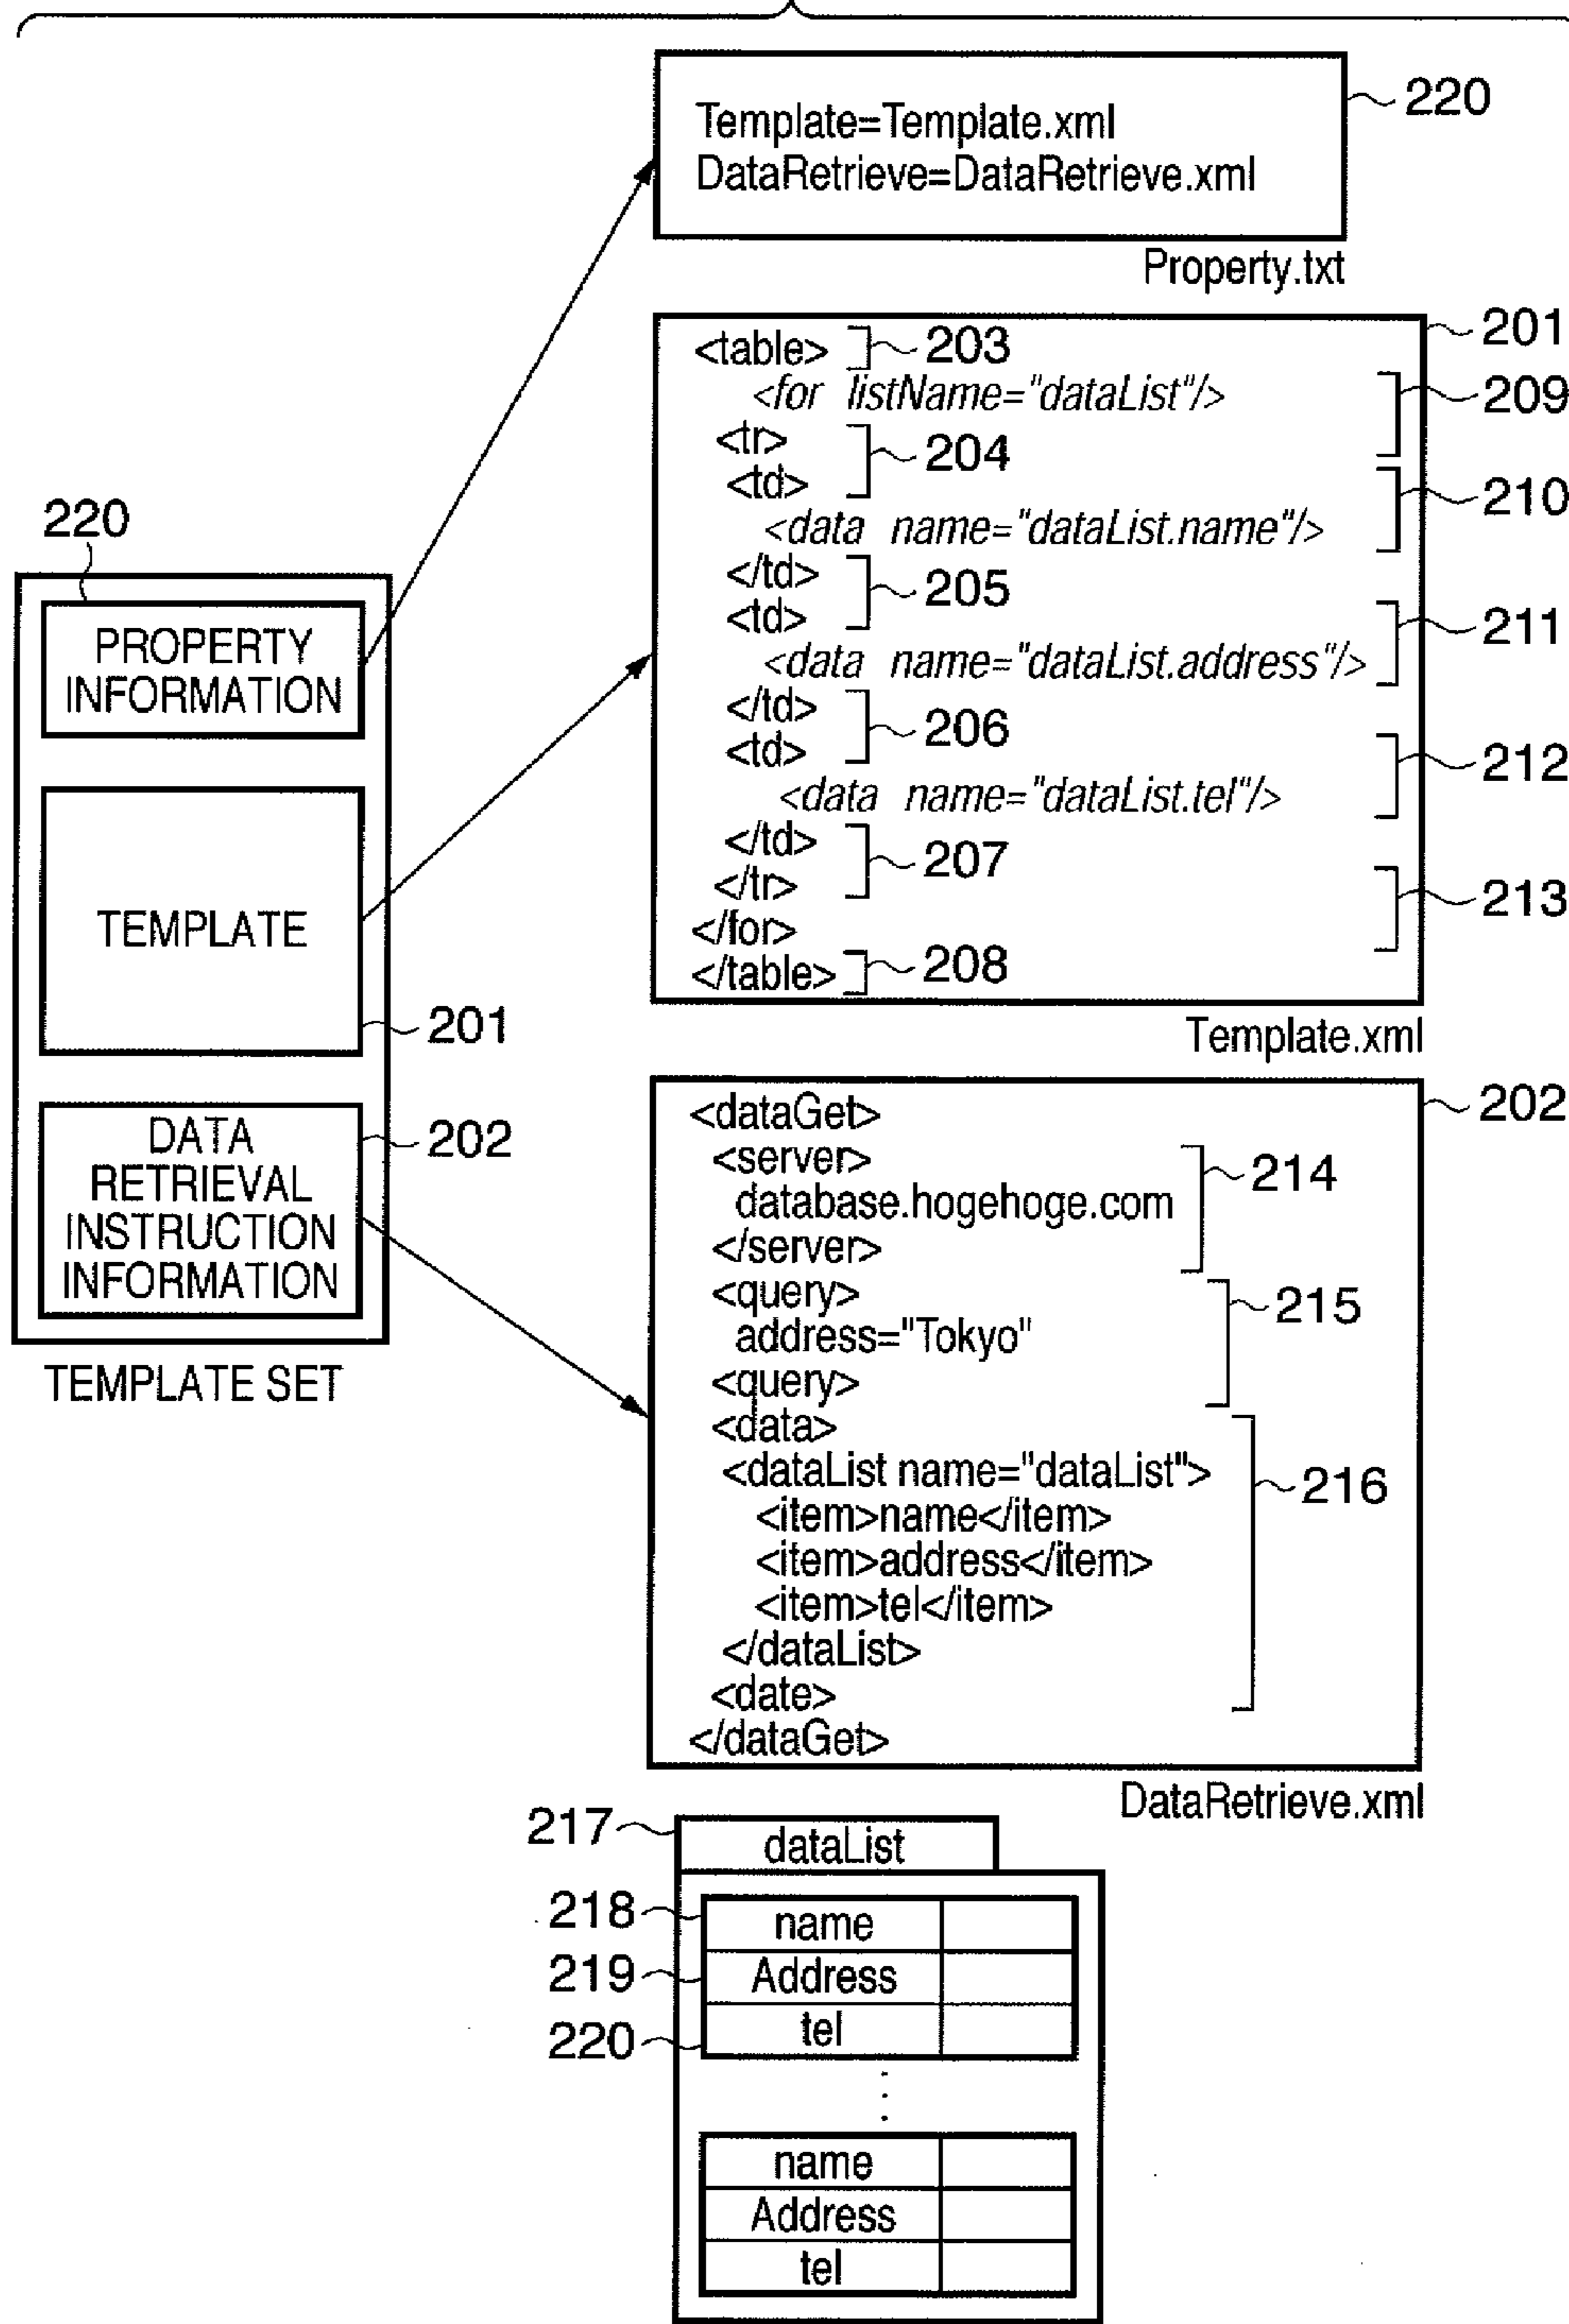 220
Template=Template.xml
DataRetrieve=DataRetrieve.xml
Property.txt
201
<table> 203
<for listName="dataList"/> 209
<tr>
204
<td> 210
<data name="dataList.name"/>
</td>
205
<td> 211
<data name="dataList.address"/>
</td>
206
<td> 212
<data name="dataList.tel"/>
</td>
207
</tr> 213
</for>
</table> 208
Template.xml
220
PROPERTY
INFORMATION
TEMPLATE
201
DATA
RETRIEVAL
INSTRUCTION
INFORMATION
202
TEMPLATE SET
202
<dataGet>
<server> 214
database.hogehoge.com
</server>
<query> 215
address="Tokyo"
<query>
<data>
<dataList name="dataList"> 216
<item>name</item>
<item>address</item>
<item>tel</item>
</dataList>
<date>
</dataGet>
DataRetrieve.xml
217 dataList
218 name
219 Address
220 tel
name
Address
tel